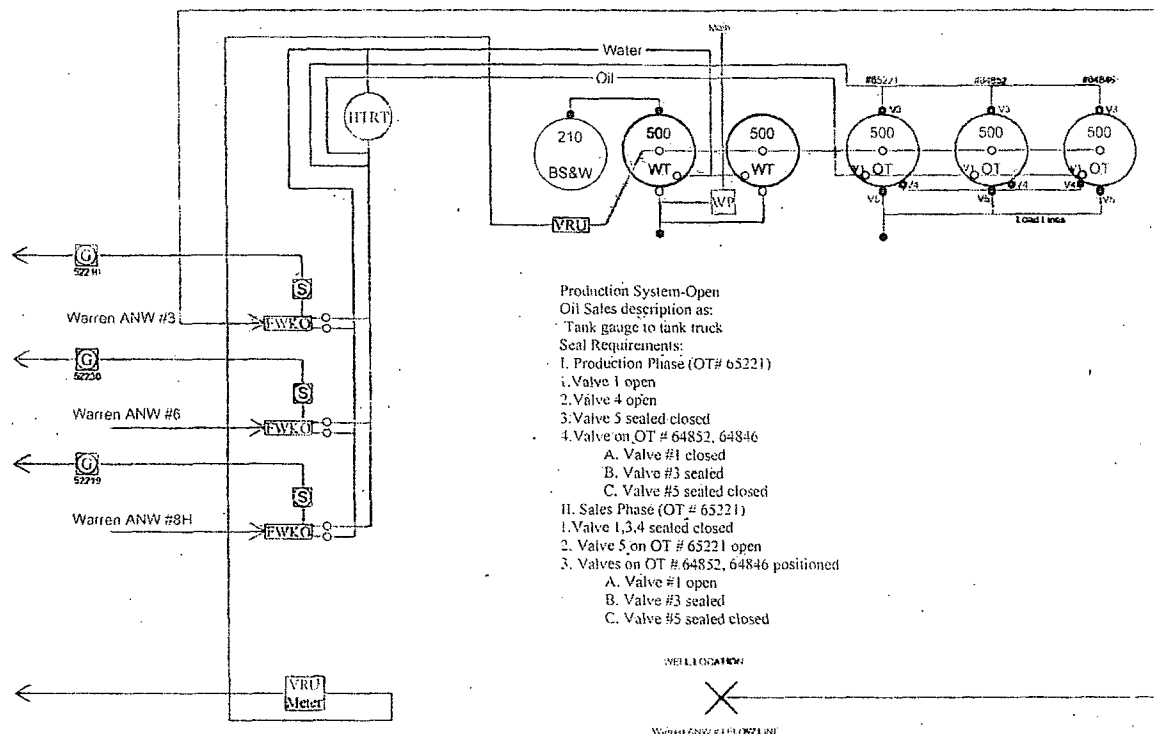 Main
Water
Oil
#65221
#64852
#64846
HTRT
V3
V3
V3
210
BS&W
500
WT
500
WT
500
OT
500
OT
500
OT
V1
V1
V1
V4
V4
V4
V5
V5
V5
WP
VRU
Load Lines
G
S
Warren ANW #3
FWKO
G
52230
S
Warren ANW #6
FWKO
G
52219
S
Warren ANW #8H
FWKO
Production System-Open
Oil Sales description as:
Tank gauge to tank truck
Seal Requirements:
I. Production Phase (OT# 65221)
1.Valve 1 open
2.Valve 4 open
3.Valve 5 sealed closed
4.Valve on OT # 64852, 64846
A. Valve #1 closed
B. Valve #3 sealed
C. Valve #5 sealed closed
II. Sales Phase (OT # 65221)
1.Valve 1,3,4 sealed closed
2. Valve 5 on OT # 65221 open
3. Valves on OT # 64852, 64846 positioned
A. Valve #1 open
B. Valve #3 sealed
C. Valve #5 sealed closed
WELL LOCATION
VRU
Meter
Warren ANW